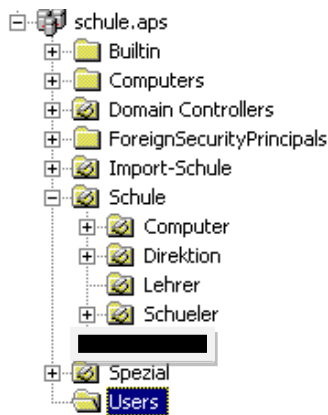 schule.aps
Builtin
Computers
Domain Controllers
ForeignSecurityPrincipals
Import-Schule
Schule
Computer
Direktion
Lehrer
Schueler
Spezial
Users